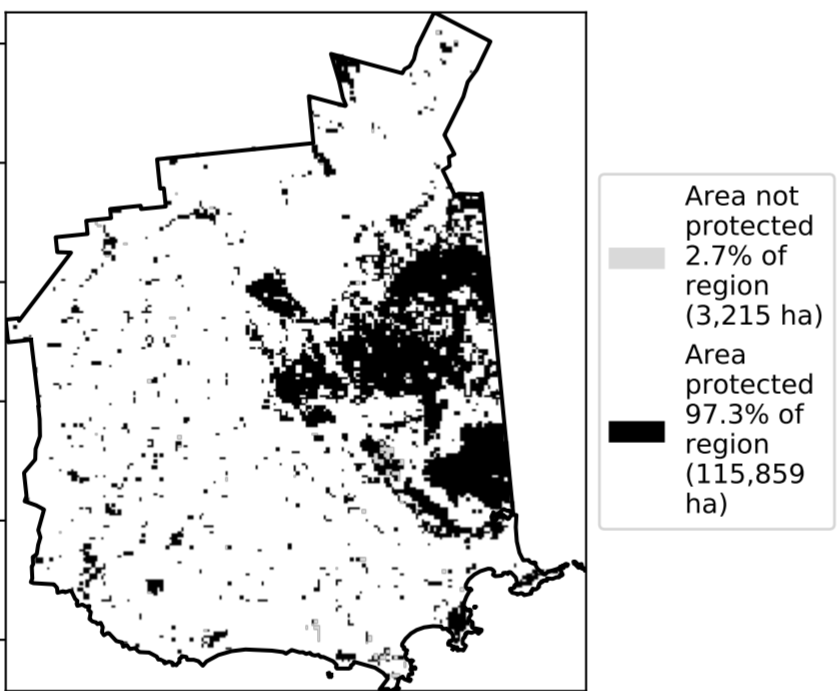 Area not
protected
2.7% of
region
(3,215 ha)
Area
protected
97.3% of
region
(115,859
ha)